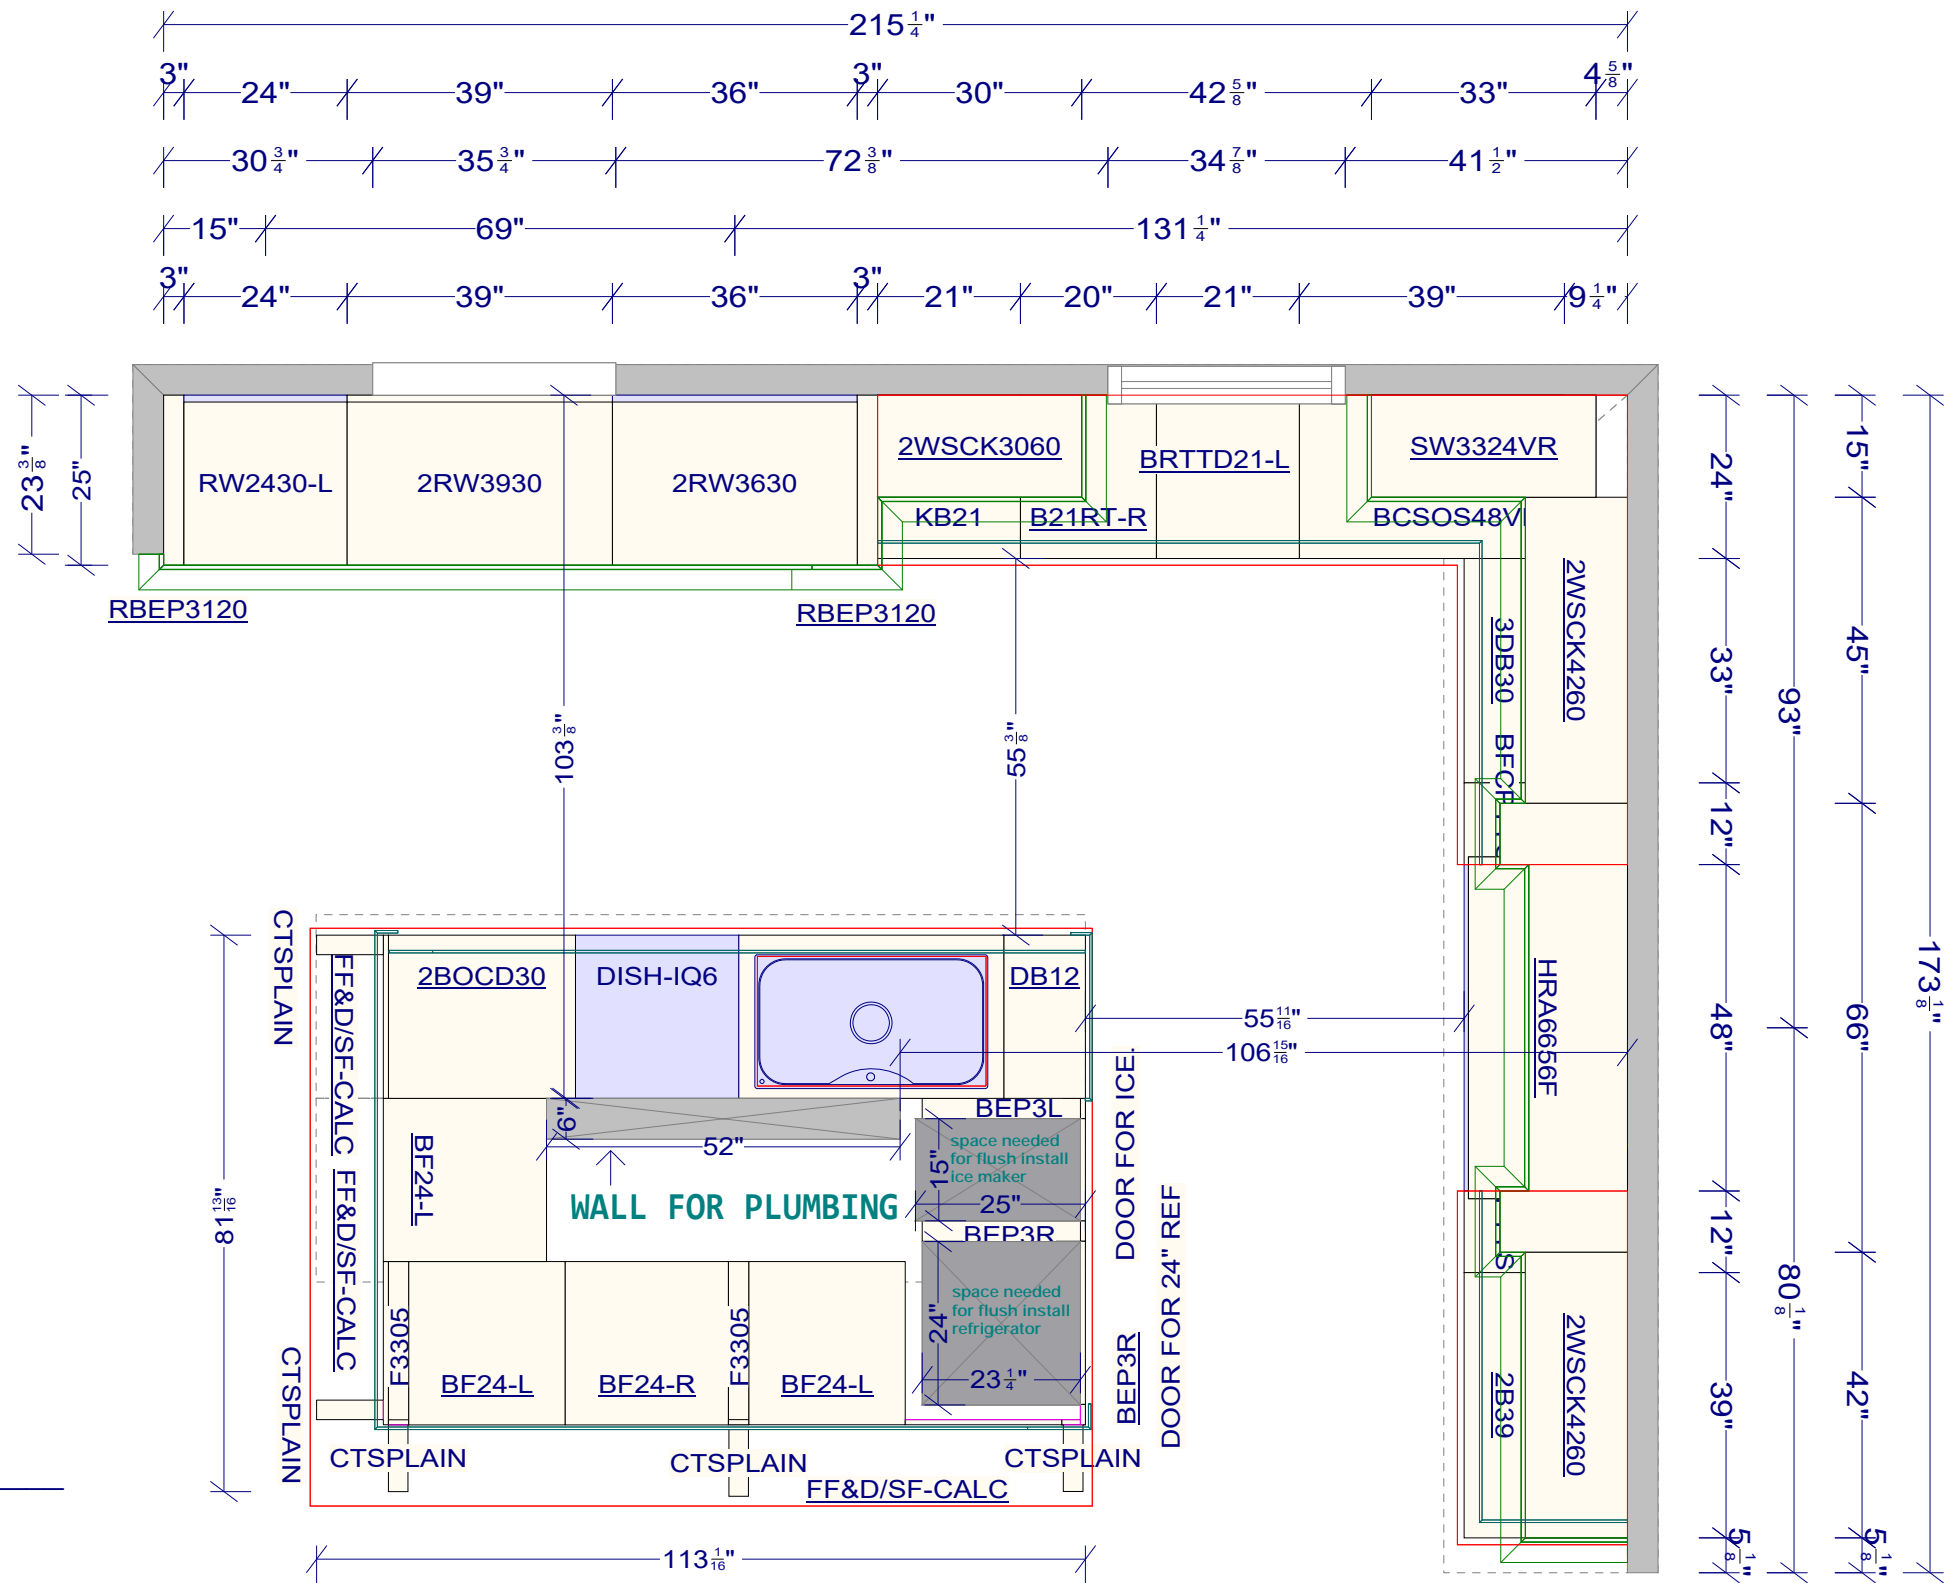 215 1/4"
3" 24" 39" 36" 3" 30" 42 5/8" 33" 4 5/8"
30 3/4" 35 3/4" 72 3/8" 34 7/8" 41 1/2"
15" 69" 131 1/4"
3" 24" 39" 36" 3" 21" 20" 21" 39" 9 1/4"
23 3/8"
25"
RW2430-L
2RW3930
2RW3630
2WSCK3060
BRTTD21-L
SW3324VR
KB21
B21RT-R
BCSOS48V
RBEP3120
RBEP3120
2WSCK4260
3DB30
103 3/8"
55 3/8"
24"
33"
12"
48"
12"
39"
5 1/8"
93"
80 1/8"
15"
45"
66"
42"
5 1/8"
173 1/8"
HRA6656F
2WSCK4260
2B39
S
CTSPLAIN
FF&D/SF-CALC
FF&D/SF-CALC
CTSPLAIN
81 13/16"
2BOCD30
DISH-IQ6
DB12
55 11/16"
106 15/16"
6"
52"
BF24-L
WALL FOR PLUMBING
BEP3L
space needed
for flush install
ice maker
15"
25"
BEP3R
space needed
for flush install
refrigerator
24"
23 1/4"
DOOR FOR ICE.
BEP3R
DOOR FOR 24" REF
F3305
F3305
BF24-L
BF24-R
BF24-L
CTSPLAIN
CTSPLAIN
CTSPLAIN
FF&D/SF-CALC
113 1/16"